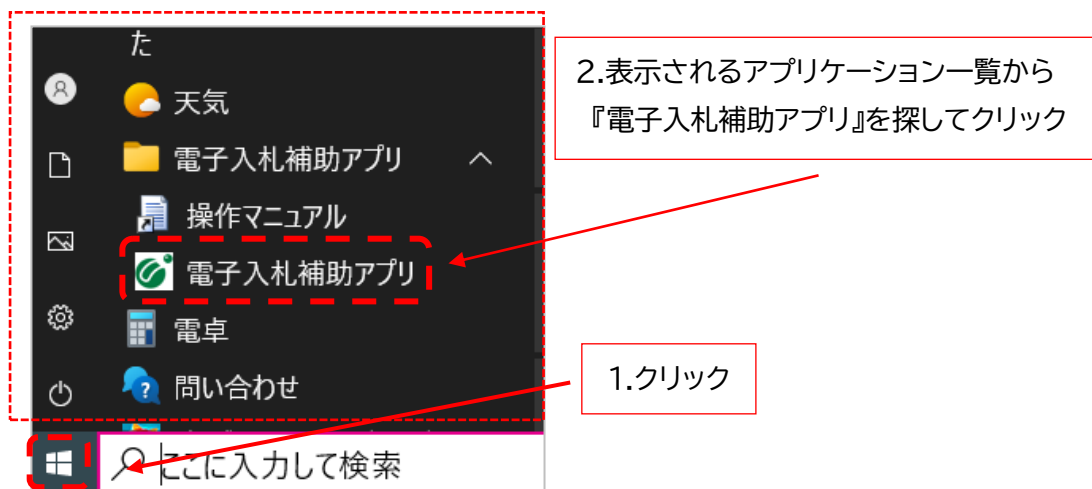 た
天気
電子入札補助アプリ
操作マニュアル
電子入札補助アプリ
電卓
問い合わせ
ここに入力して検索
2.表示されるアプリケーション一覧から
『電子入札補助アプリ』を探してクリック
1.クリック